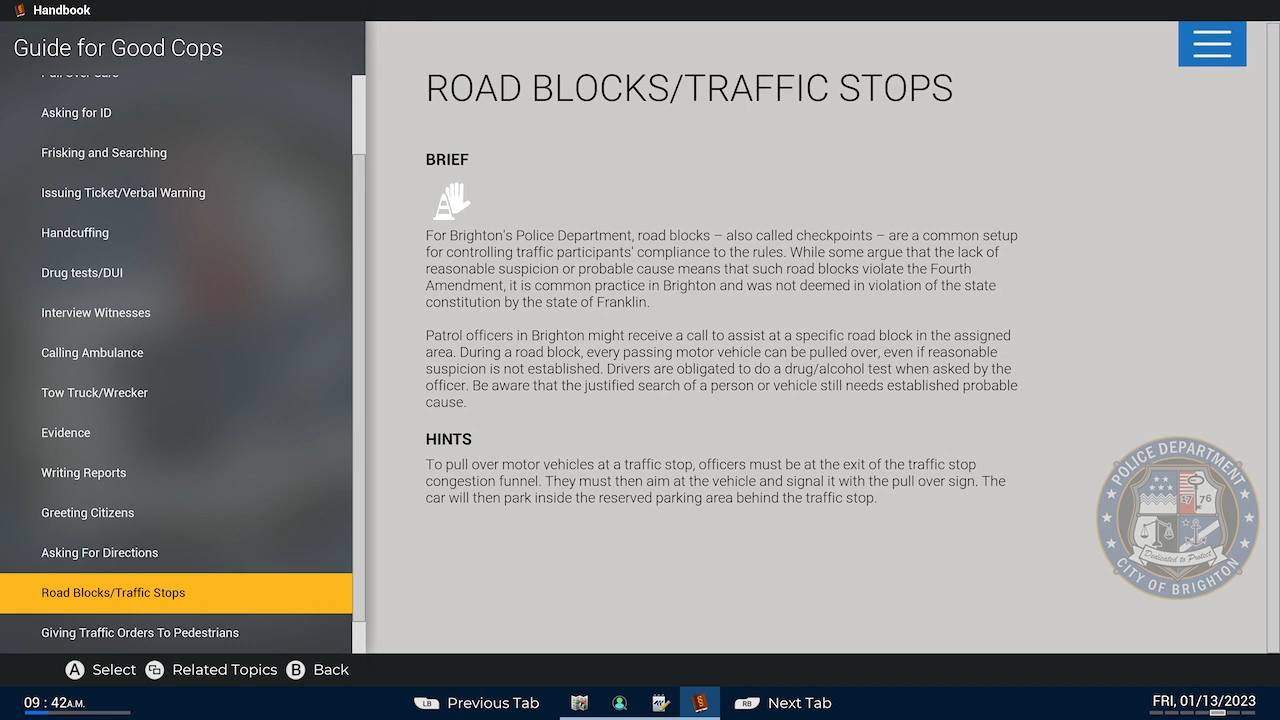 Handbook
Guide for Good Cops
Pull Over Cars
Asking for ID
Frisking and Searching
Issuing Ticket/Verbal Warning
Handcuffing
Drug tests/DUI
Interview Witnesses
Calling Ambulance
Tow Truck/Wrecker
Evidence
Writing Reports
Greeting Citizens
Asking For Directions
Road Blocks/Traffic Stops
Giving Traffic Orders To Pedestrians
ROAD BLOCKS/TRAFFIC STOPS
BRIEF
For Brighton's Police Department, road blocks – also called checkpoints – are a common setup
for controlling traffic participants' compliance to the rules. While some argue that the lack of
reasonable suspicion or probable cause means that such road blocks violate the Fourth
Amendment, it is common practice in Brighton and was not deemed in violation of the state
constitution by the state of Franklin.
Patrol officers in Brighton might receive a call to assist at a specific road block in the assigned
area. During a road block, every passing motor vehicle can be pulled over, even if reasonable
suspicion is not established. Drivers are obligated to do a drug/alcohol test when asked by the
officer. Be aware that the justified search of a person or vehicle still needs established probable
cause.
HINTS
To pull over motor vehicles at a traffic stop, officers must be at the exit of the traffic stop
congestion funnel. They must then aim at the vehicle and signal it with the pull over sign. The
car will then park inside the reserved parking area behind the traffic stop.
POLICE DEPARTMENT
17 76
Dedicated to Protect
CITY OF BRIGHTON
A Select Related Topics B Back
09 : 42 A.M.
LB Previous Tab
RB Next Tab
FRI, 01/13/2023